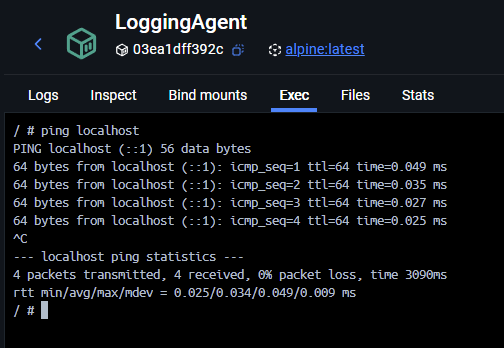 LoggingAgent
03ea1dff392c alpine:latest
Logs Inspect Bind mounts Exec Files Stats
/ # ping localhost
PING localhost (::1) 56 data bytes
64 bytes from localhost (::1): icmp_seq=1 ttl=64 time=0.049 ms
64 bytes from localhost (::1): icmp_seq=2 ttl=64 time=0.035 ms
64 bytes from localhost (::1): icmp_seq=3 ttl=64 time=0.027 ms
64 bytes from localhost (::1): icmp_seq=4 ttl=64 time=0.025 ms
^C
--- localhost ping statistics ---
4 packets transmitted, 4 received, 0% packet loss, time 3090ms
rtt min/avg/max/mdev = 0.025/0.034/0.049/0.009 ms
/ #